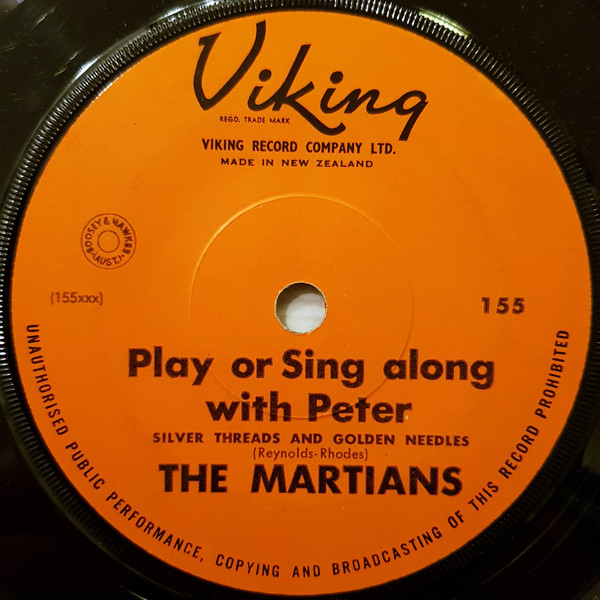 Viking
REGD. TRADE MARK
VIKING RECORD COMPANY LTD.
MADE IN NEW ZEALAND
BOOSEY & HAWKES
(AUST.)
(155xxx)
155
Play or Sing along
with Peter
SILVER THREADS AND GOLDEN NEEDLES
(Reynolds-Rhodes)
THE MARTIANS
UNAUTHORISED PUBLIC PERFORMANCE, COPYING AND BROADCASTING OF THIS RECORD PROHIBITED